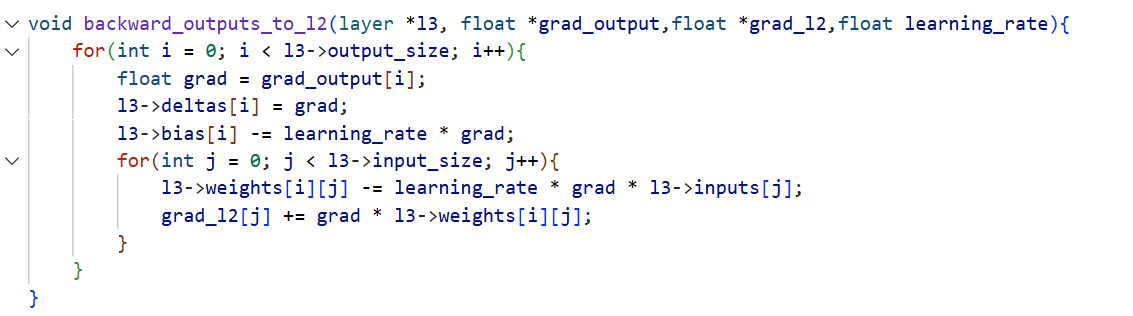 void backward_outputs_to_l2(layer *l3, float *grad_output,float *grad_l2,float learning_rate){
    for(int i = 0; i < l3->output_size; i++){
        float grad = grad_output[i];
        l3->deltas[i] = grad;
        l3->bias[i] -= learning_rate * grad;
        for(int j = 0; j < l3->input_size; j++){
            l3->weights[i][j] -= learning_rate * grad * l3->inputs[j];
            grad_l2[j] += grad * l3->weights[i][j];
        }
    }
}